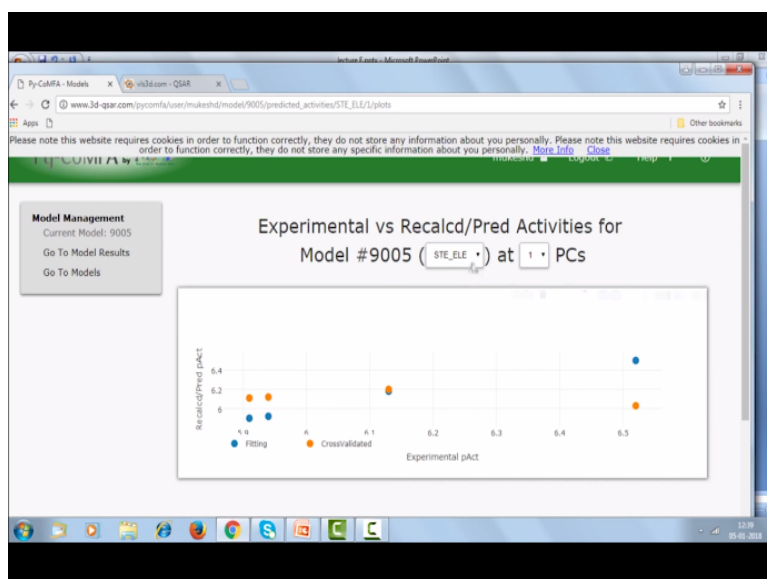 lecture f.pptx - Microsoft PowerPoint
Py-CoMFA - Models
vls3d.com - QSAR
www.3d-qsar.com/pycomfa/user/mukeshd/model/9005/predicted_activities/STE_ELE/1/plots
Apps
Other bookmarks
Please note this website requires cookies in order to function correctly, they do not store any information about you personally. Please note this website requires cookies in
order to function correctly, they do not store any specific information about you personally. More Info Close
Py-CoMFA by
mukeshd Logout Help
Model Management
Current Model: 9005
Go To Model Results
Go To Models
Experimental vs Recalcd/Pred Activities for
Model #9005 ( STE_ELE ) at 1 PCs
Recalcd/Pred pAct
6.4
6.2
6
5.9 6 6.1 6.2 6.3 6.4 6.5
Fitting CrossValidated
Experimental pAct
12:39
05-01-2018